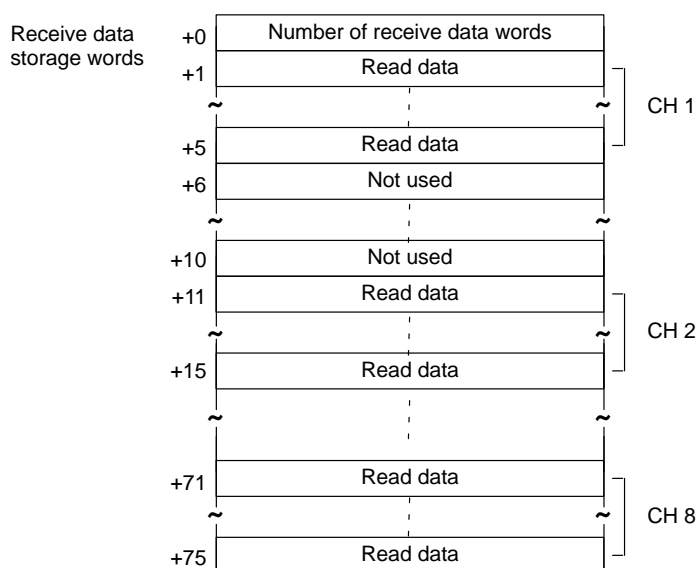 Receive data
storage words
+0 Number of receive data words
+1 Read data
CH 1
+5 Read data
+6 Not used
+10 Not used
+11 Read data
CH 2
+15 Read data
+71 Read data
CH 8
+75 Read data